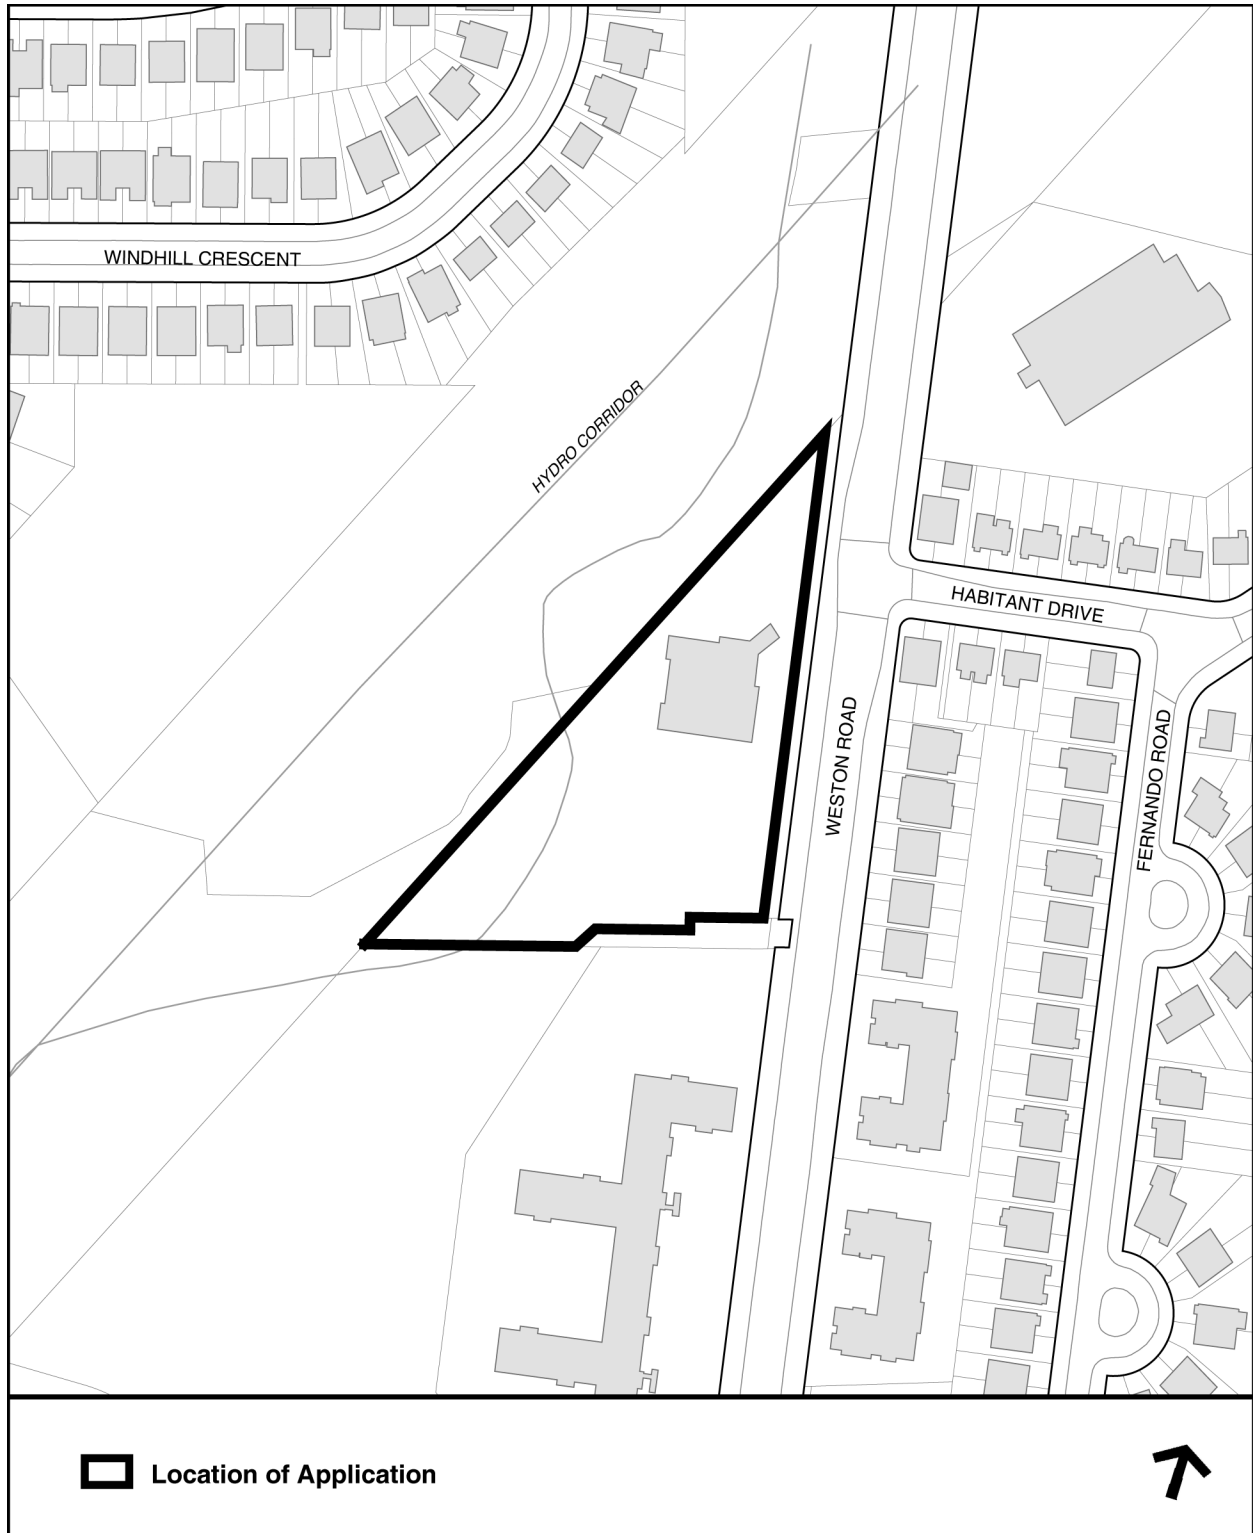 WINDHILL CRESCENT
HYDRO CORRIDOR
HABITANT DRIVE
WESTON ROAD
FERNANDO ROAD
Location of Application